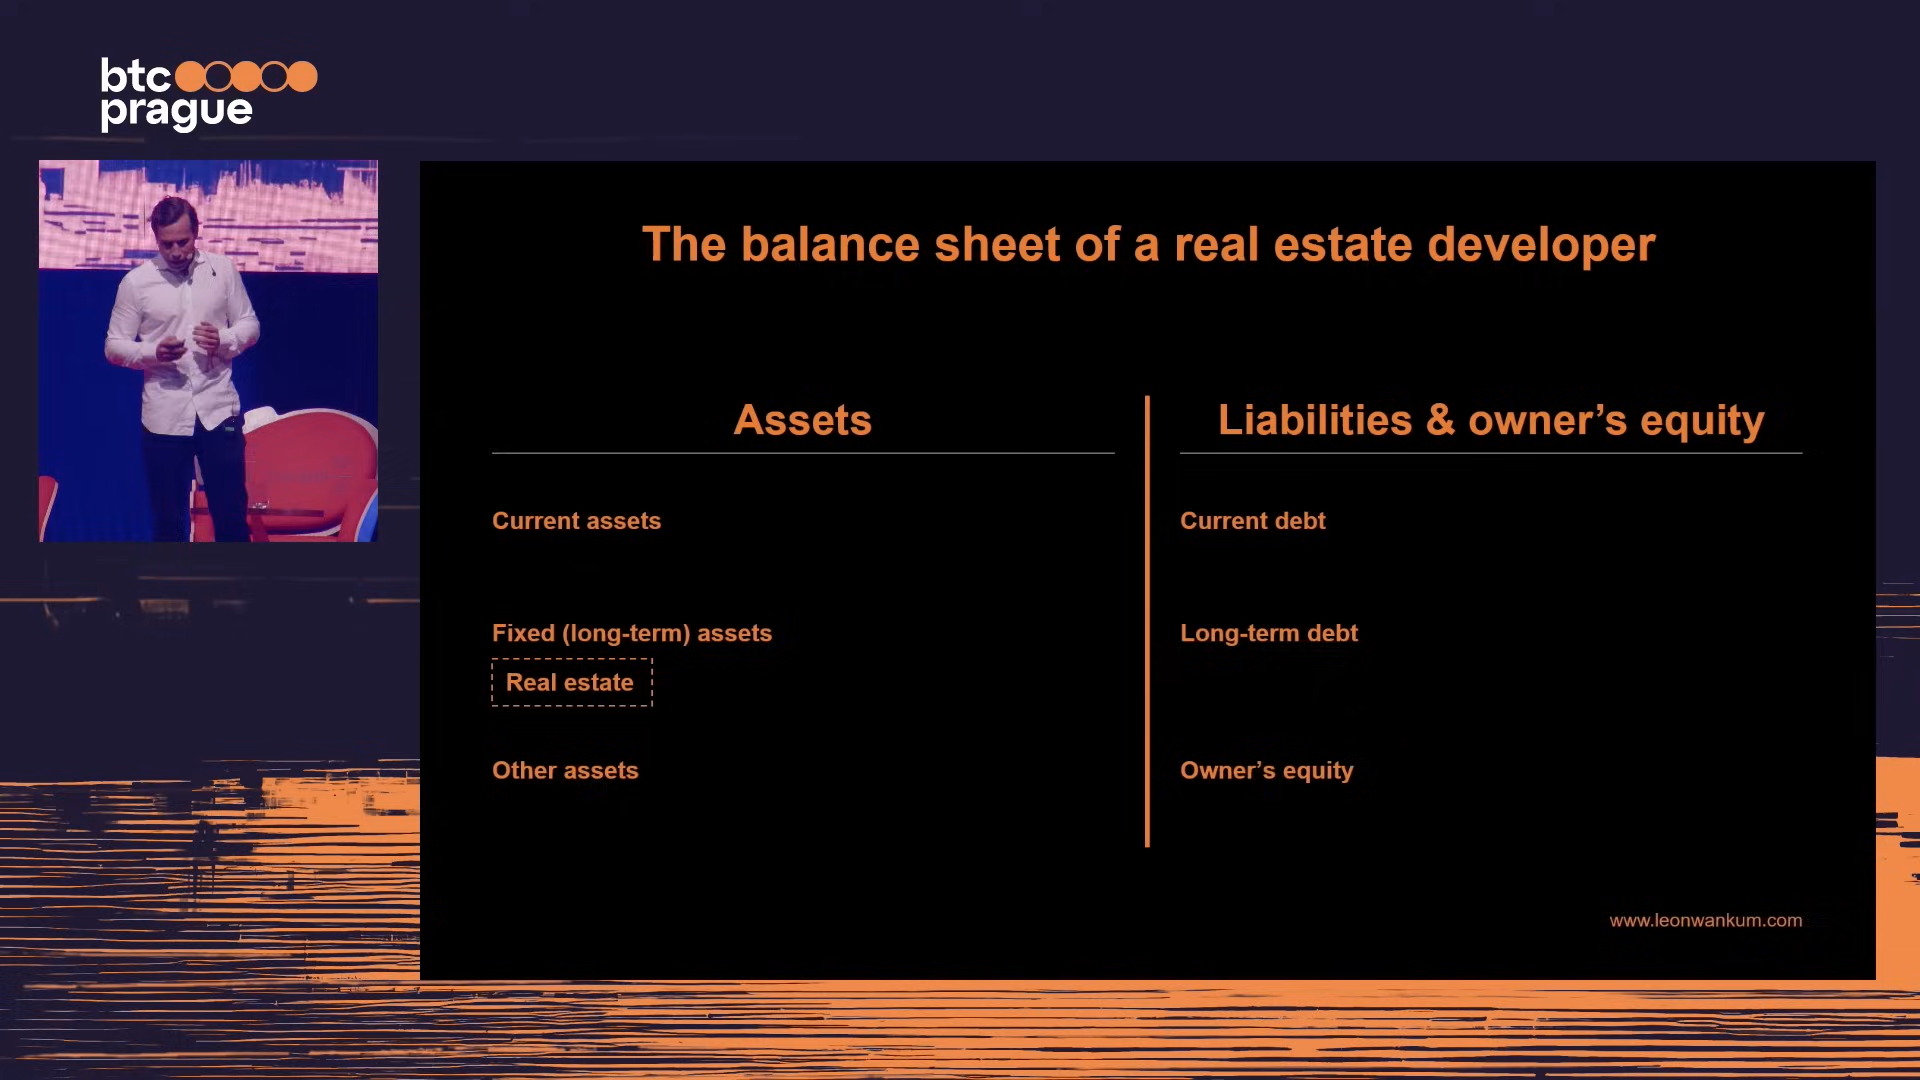 btc
prague
The balance sheet of a real estate developer
Assets
Liabilities & owner’s equity
Current assets
Current debt
Fixed (long-term) assets
Long-term debt
Real estate
Other assets
Owner’s equity
www.leonwankum.com